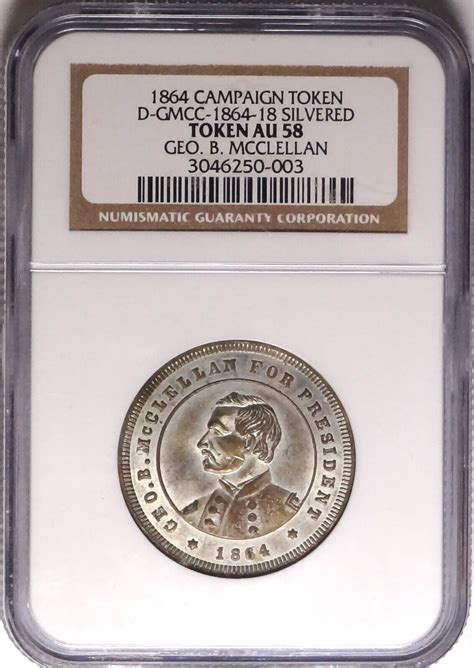 1864 CAMPAIGN TOKEN
D-GMCC-1864-18 SILVERED
TOKEN AU 58
GEO. B. MCCLELLAN
3046250-003
NUMISMATIC GUARANTY CORPORATION
GEO. B. McCLELLAN FOR PRESIDENT
1864